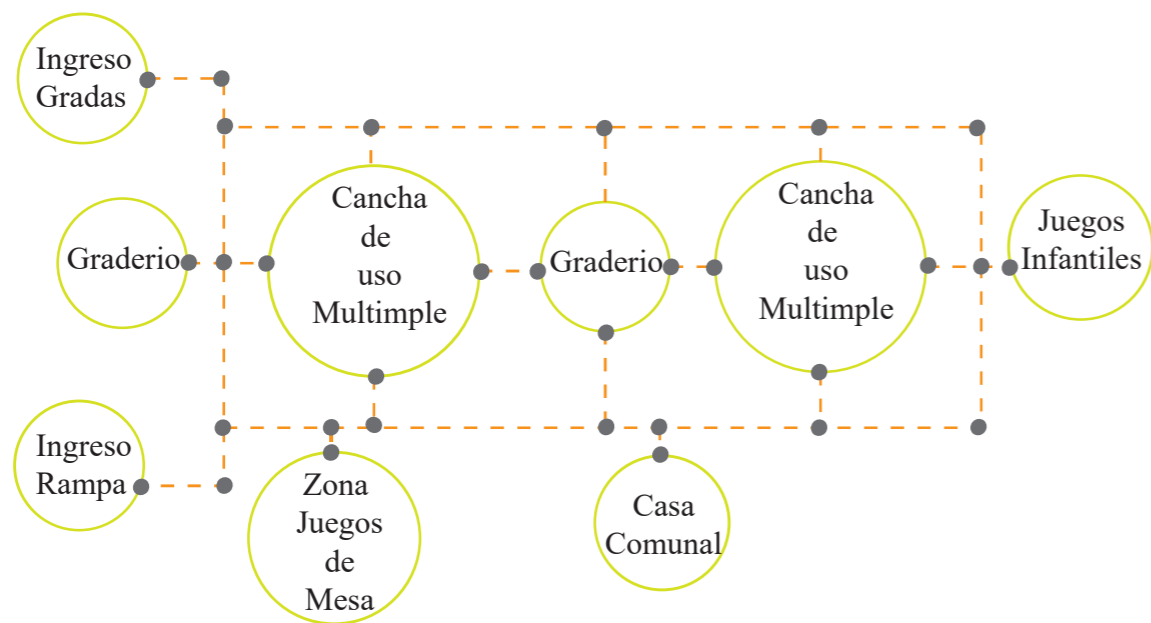 Ingreso
Gradas
Graderio
Ingreso
Rampa
Cancha
de
uso
Multimple
Graderio
Cancha
de
uso
Multimple
Juegos
Infantiles
Zona
Juegos
de
Mesa
Casa
Comunal